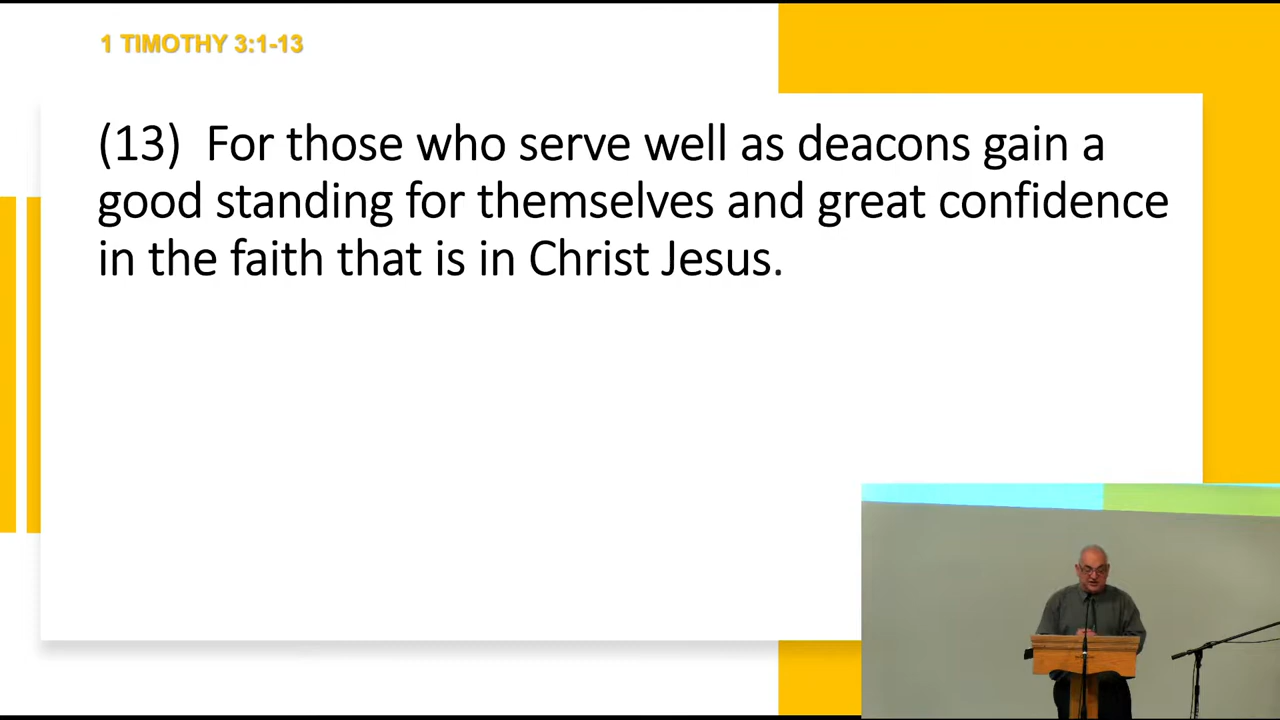 1 TIMOTHY 3:1-13
(13) For those who serve well as deacons gain a
good standing for themselves and great confidence
in the faith that is in Christ Jesus.